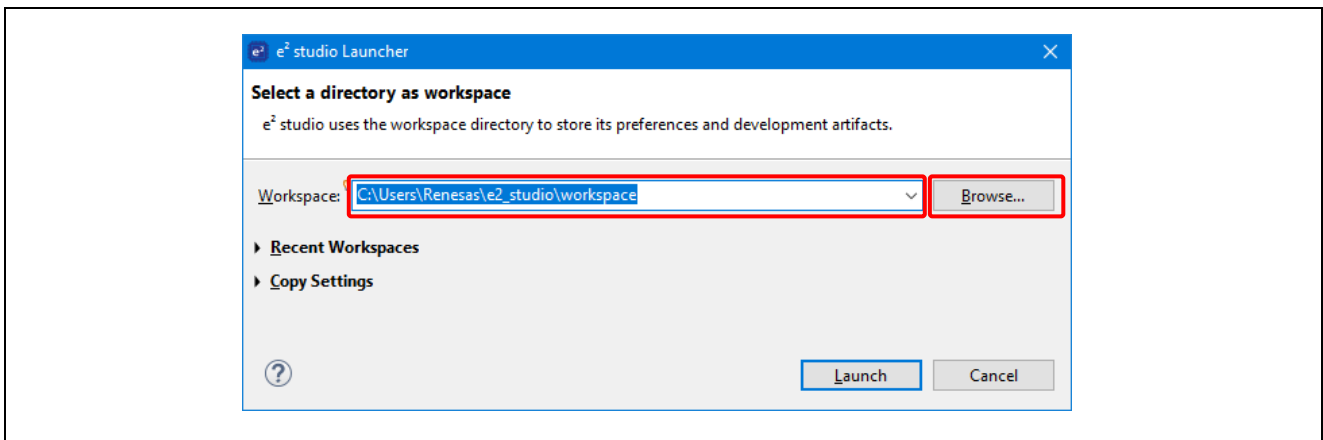 e² e² studio Launcher
Select a directory as workspace
e² studio uses the workspace directory to store its preferences and development artifacts.
Workspace: C:\Users\Renesas\e2_studio\workspace Browse...
Recent Workspaces
Copy Settings
? Launch Cancel